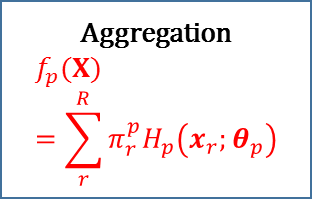 Aggregation
f_p(𝐗)
= ∑_r^R π_r^p H_p(𝒙_r; 𝜽_p)